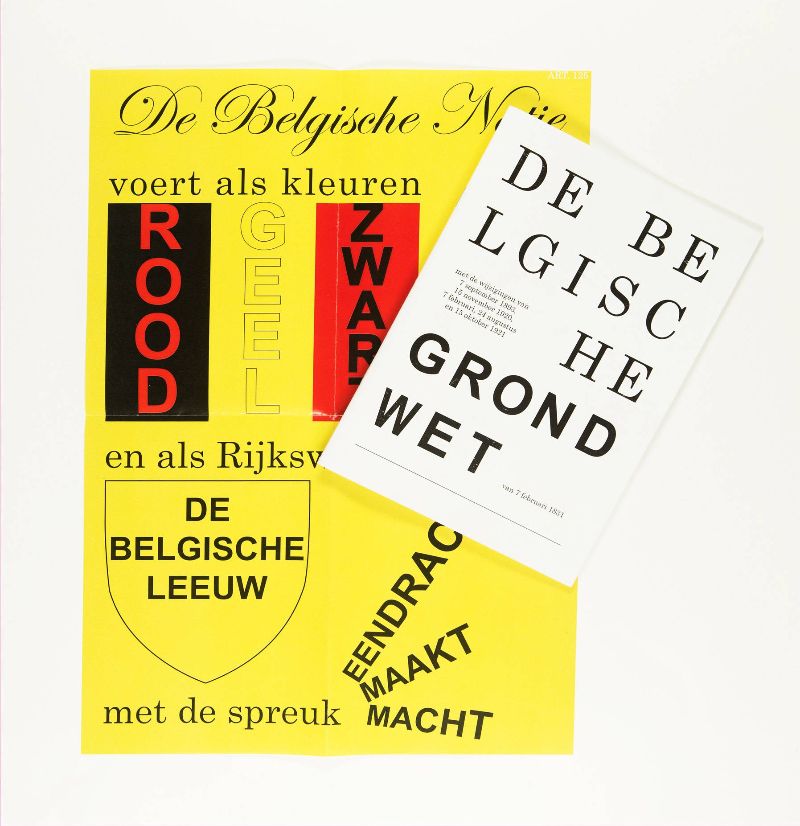 ART. 125
De Belgische Natie
voert als kleuren
ROOD
GEEL
ZWART
en als Rijksw
DE
BELGISCHE
LEEUW
met de spreuk
EENDRAC
MAAKT
MACHT
DE BE
LGISC
HE
met de wijzigingen van
7 september 1893,
15 november 1920,
7 februari, 24 augustus
en 15 oktober 1921
GROND
WET
van 7 februari 1831